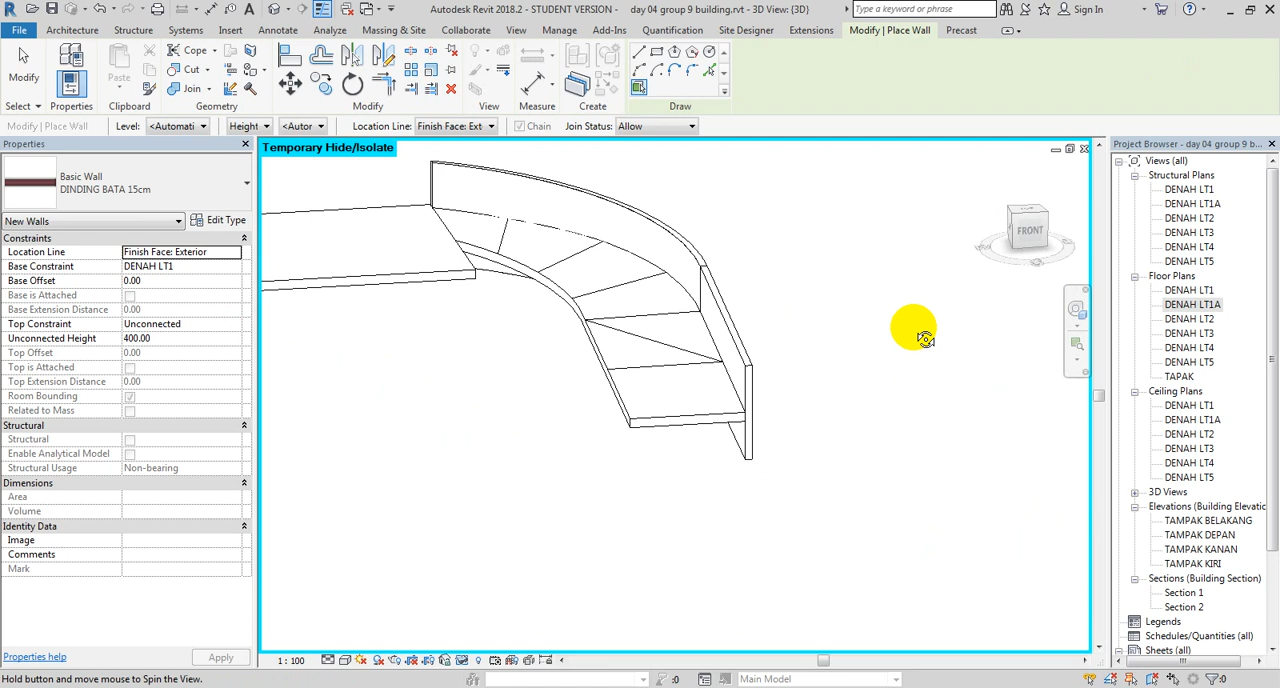 Autodesk Revit 2018.2 - STUDENT VERSION - day 04 group 9 building.rvt - 3D View: {3D}
Type a keyword or phrase
Sign In
File Architecture Structure Systems Insert Annotate Analyze Massing & Site Collaborate View Manage Add-Ins Quantification Site Designer Extensions Modify | Place Wall Precast
Modify
Properties
Paste
Cope
Cut
Join
Select
Properties
Clipboard
Geometry
Modify
View
Measure
Create
Draw
Modify | Place Wall
Level: <Automati
Height
<Autor
Location Line: Finish Face: Ext
Chain
Join Status: Allow
Properties
Basic Wall
DINDING BATA 15cm
New Walls
Edit Type
Constraints
Location Line Finish Face: Exterior
Base Constraint DENAH LT1
Base Offset 0.00
Base is Attached
Base Extension Distance 0.00
Top Constraint Unconnected
Unconnected Height 400.00
Top Offset 0.00
Top is Attached
Top Extension Distance 0.00
Room Bounding
Related to Mass
Structural
Structural
Enable Analytical Model
Structural Usage Non-bearing
Dimensions
Area
Volume
Identity Data
Image
Comments
Mark
Properties help
Apply
Temporary Hide/Isolate
FRONT
1 : 100
Project Browser - day 04 group 9 b...
Views (all)
Structural Plans
DENAH LT1
DENAH LT1A
DENAH LT2
DENAH LT3
DENAH LT4
DENAH LT5
Floor Plans
DENAH LT1
DENAH LT1A
DENAH LT2
DENAH LT3
DENAH LT4
DENAH LT5
TAPAK
Ceiling Plans
DENAH LT1
DENAH LT1A
DENAH LT2
DENAH LT3
DENAH LT4
DENAH LT5
3D Views
Elevations (Building Elevatic
TAMPAK BELAKANG
TAMPAK DEPAN
TAMPAK KANAN
TAMPAK KIRI
Sections (Building Section)
Section 1
Section 2
Legends
Schedules/Quantities (all)
Sheets (all)
Hold button and move mouse to Spin the View.
:0
Main Model
:0